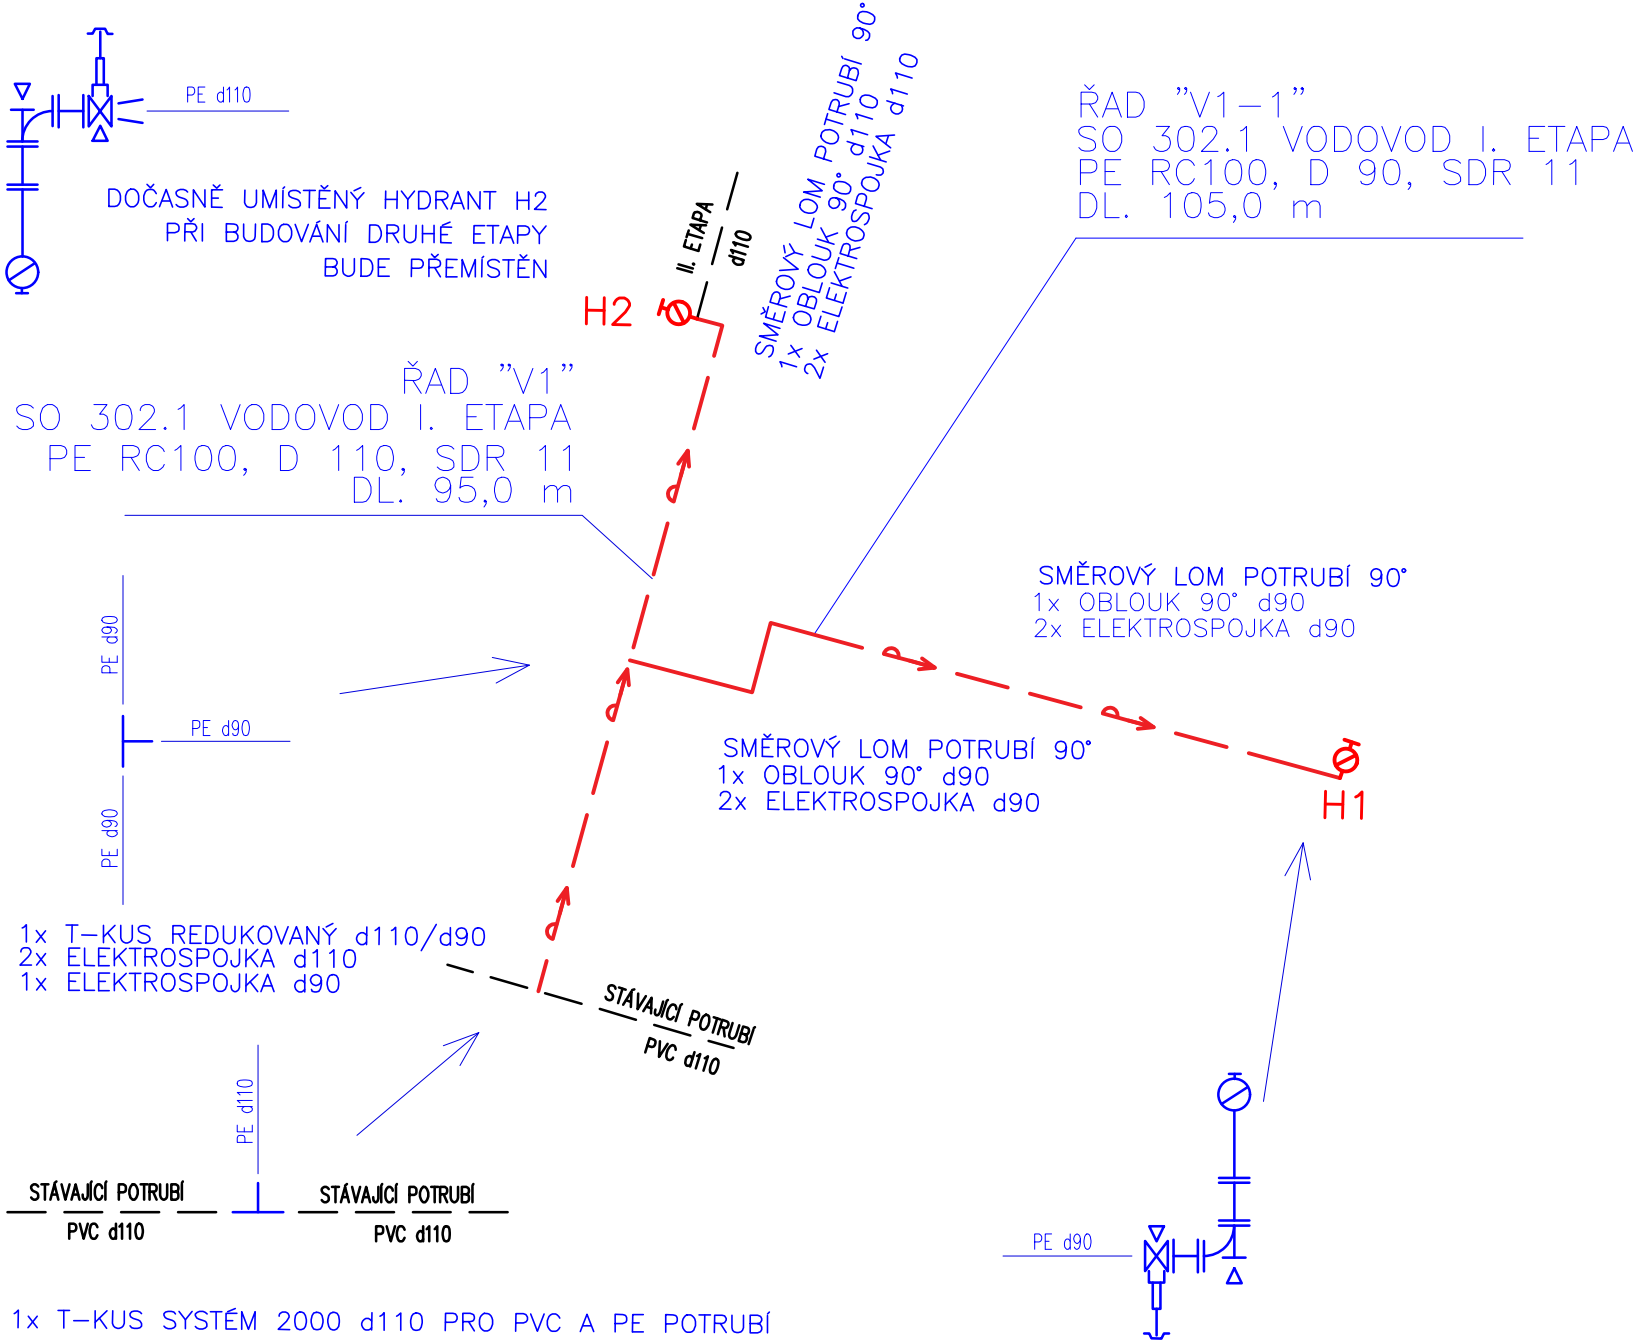 PE d110
DOČASNĚ UMÍSTĚNÝ HYDRANT H2
PŘI BUDOVÁNÍ DRUHÉ ETAPY
BUDE PŘEMÍSTĚN
II. ETAPA
d110
SMĚROVÝ LOM POTRUBÍ 90°
1x OBLOUK 90° d110
2x ELEKTROSPOJKA d110
ŘAD "V1-1"
SO 302.1 VODOVOD I. ETAPA
PE RC100, D 90, SDR 11
DL. 105,0 m
H2
ŘAD "V1"
SO 302.1 VODOVOD I. ETAPA
PE RC100, D 110, SDR 11
DL. 95,0 m
SMĚROVÝ LOM POTRUBÍ 90°
1x OBLOUK 90° d90
2x ELEKTROSPOJKA d90
PE d90
PE d90
PE d90
SMĚROVÝ LOM POTRUBÍ 90°
1x OBLOUK 90° d90
2x ELEKTROSPOJKA d90
H1
1x T-KUS REDUKOVANÝ d110/d90
2x ELEKTROSPOJKA d110
1x ELEKTROSPOJKA d90
STÁVAJÍCÍ POTRUBÍ
PVC d110
PE d110
STÁVAJÍCÍ POTRUBÍ
PVC d110
STÁVAJÍCÍ POTRUBÍ
PVC d110
PE d90
1x T-KUS SYSTÉM 2000 d110 PRO PVC A PE POTRUBÍ